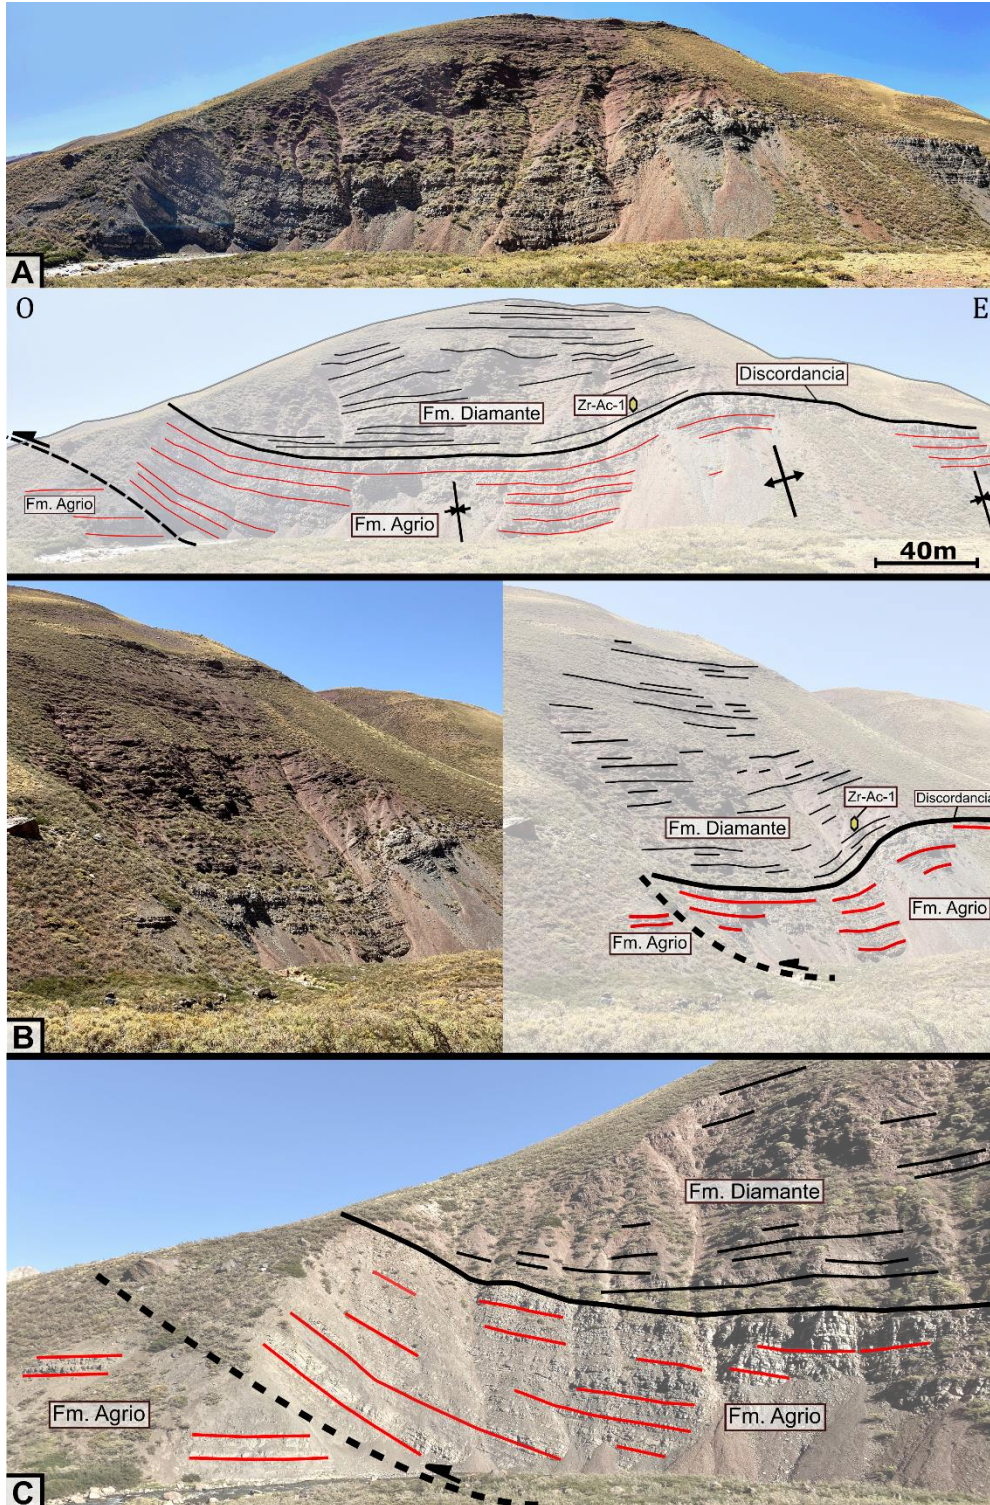 A
O
E
Discordancia
Zr-Ac-1
Fm. Diamante
Fm. Agrio
Fm. Agrio
40m
B
Zr-Ac-1
Discordancia
Fm. Diamante
Fm. Agrio
Fm. Agrio
C
Fm. Diamante
Fm. Agrio
Fm. Agrio